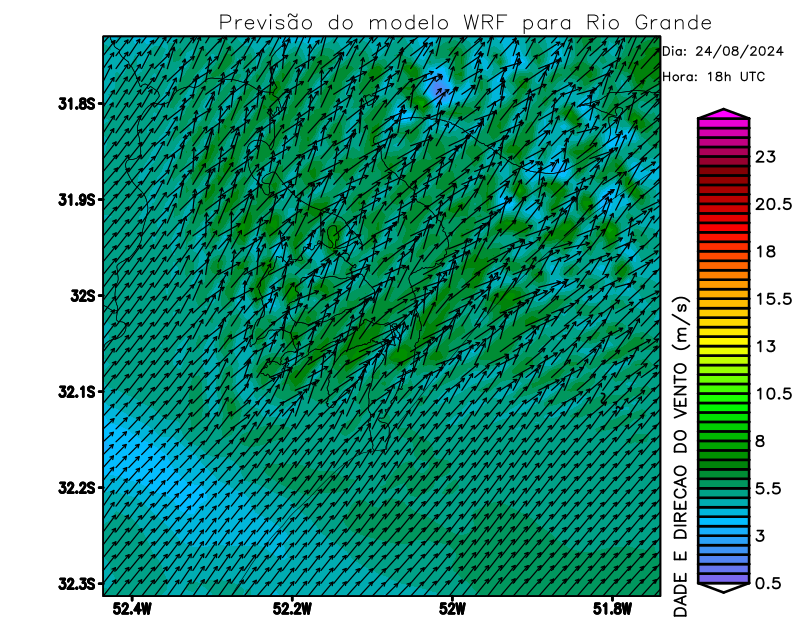 Previsão do modelo WRF para Rio Grande
Dia: 24/08/2024
Hora: 18h UTC
31.8S
31.9S
32S
32.1S
32.2S
32.3S
52.4W
52.2W
52W
51.8W
23
20.5
18
15.5
13
10.5
8
5.5
3
0.5
DADE E DIRECAO DO VENTO (m/s)